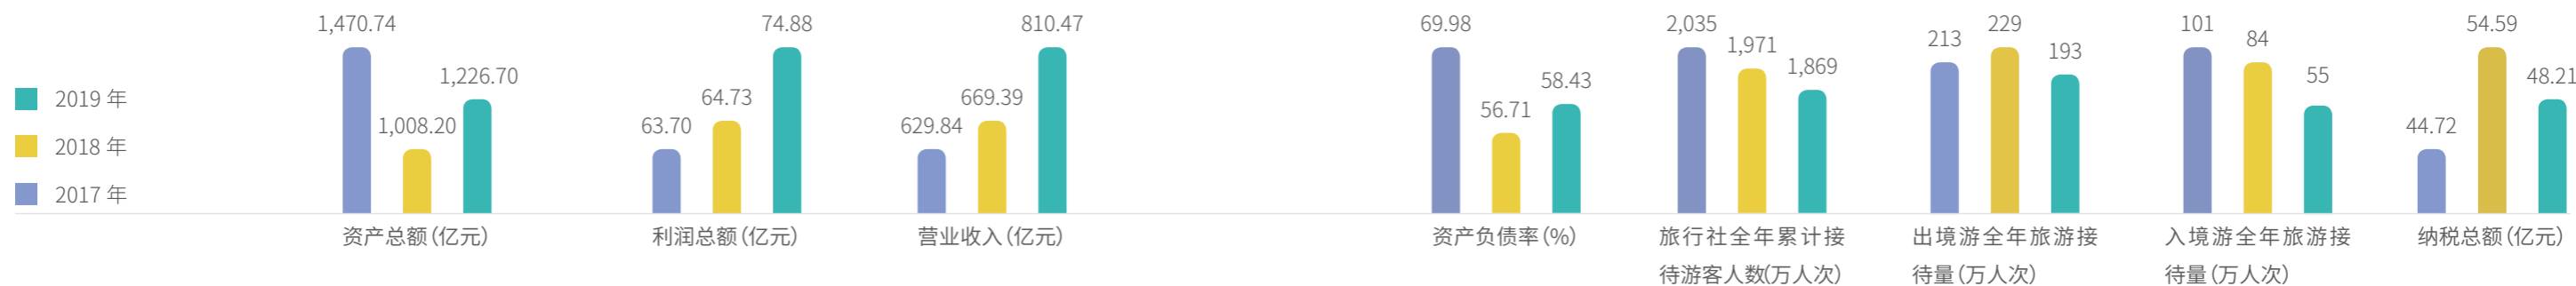 2019 年
2018 年
2017 年
1,470.74
1,008.20
1,226.70
资产总额(亿元)
63.70
64.73
74.88
利润总额(亿元)
629.84
669.39
810.47
营业收入(亿元)
69.98
56.71
58.43
资产负债率(%)
2,035
1,971
1,869
旅行社全年累计接
待游客人数(万人次)
213
229
193
出境游全年旅游接
待量(万人次)
101
84
55
入境游全年旅游接
待量(万人次)
44.72
54.59
48.21
纳税总额(亿元)